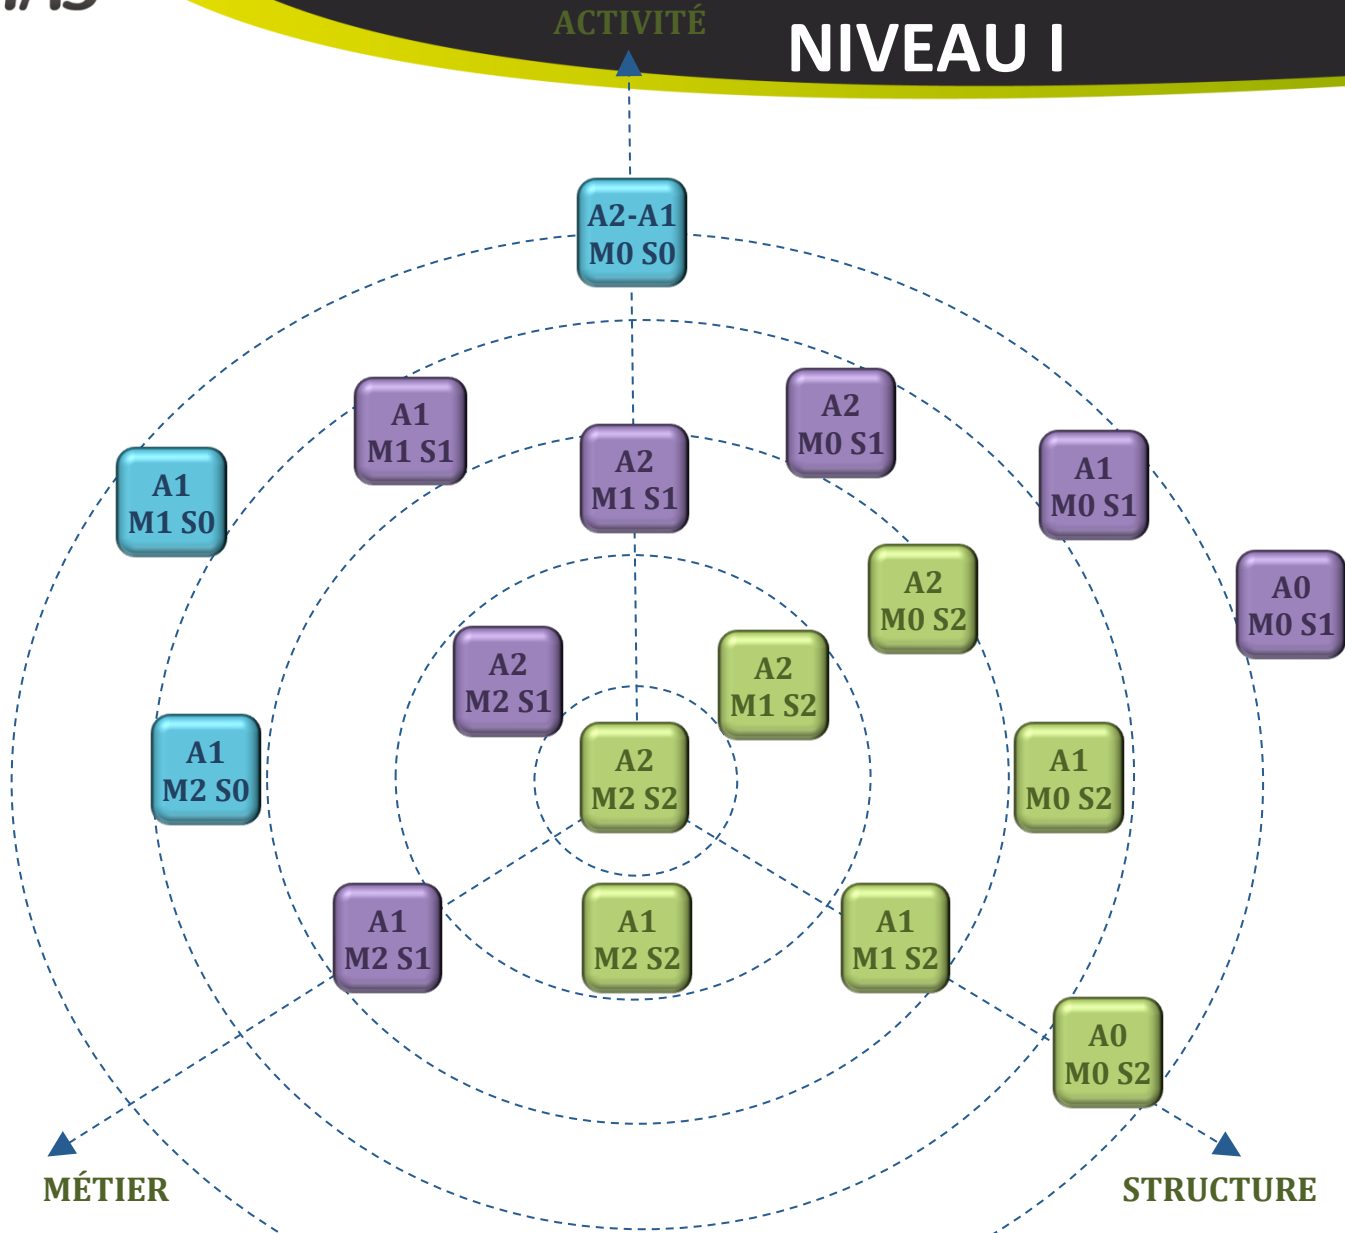 ACTIVITÉ
NIVEAU I
A2-A1
M0 S0
A1
M1 S1
A2
M0 S1
A2
M1 S1
A1
M0 S1
A1
M1 S0
A2
M0 S2
A0
M0 S1
A2
M2 S1
A2
M1 S2
A1
M2 S0
A2
M2 S2
A1
M0 S2
A1
M2 S1
A1
M2 S2
A1
M1 S2
A0
M0 S2
MÉTIER
STRUCTURE